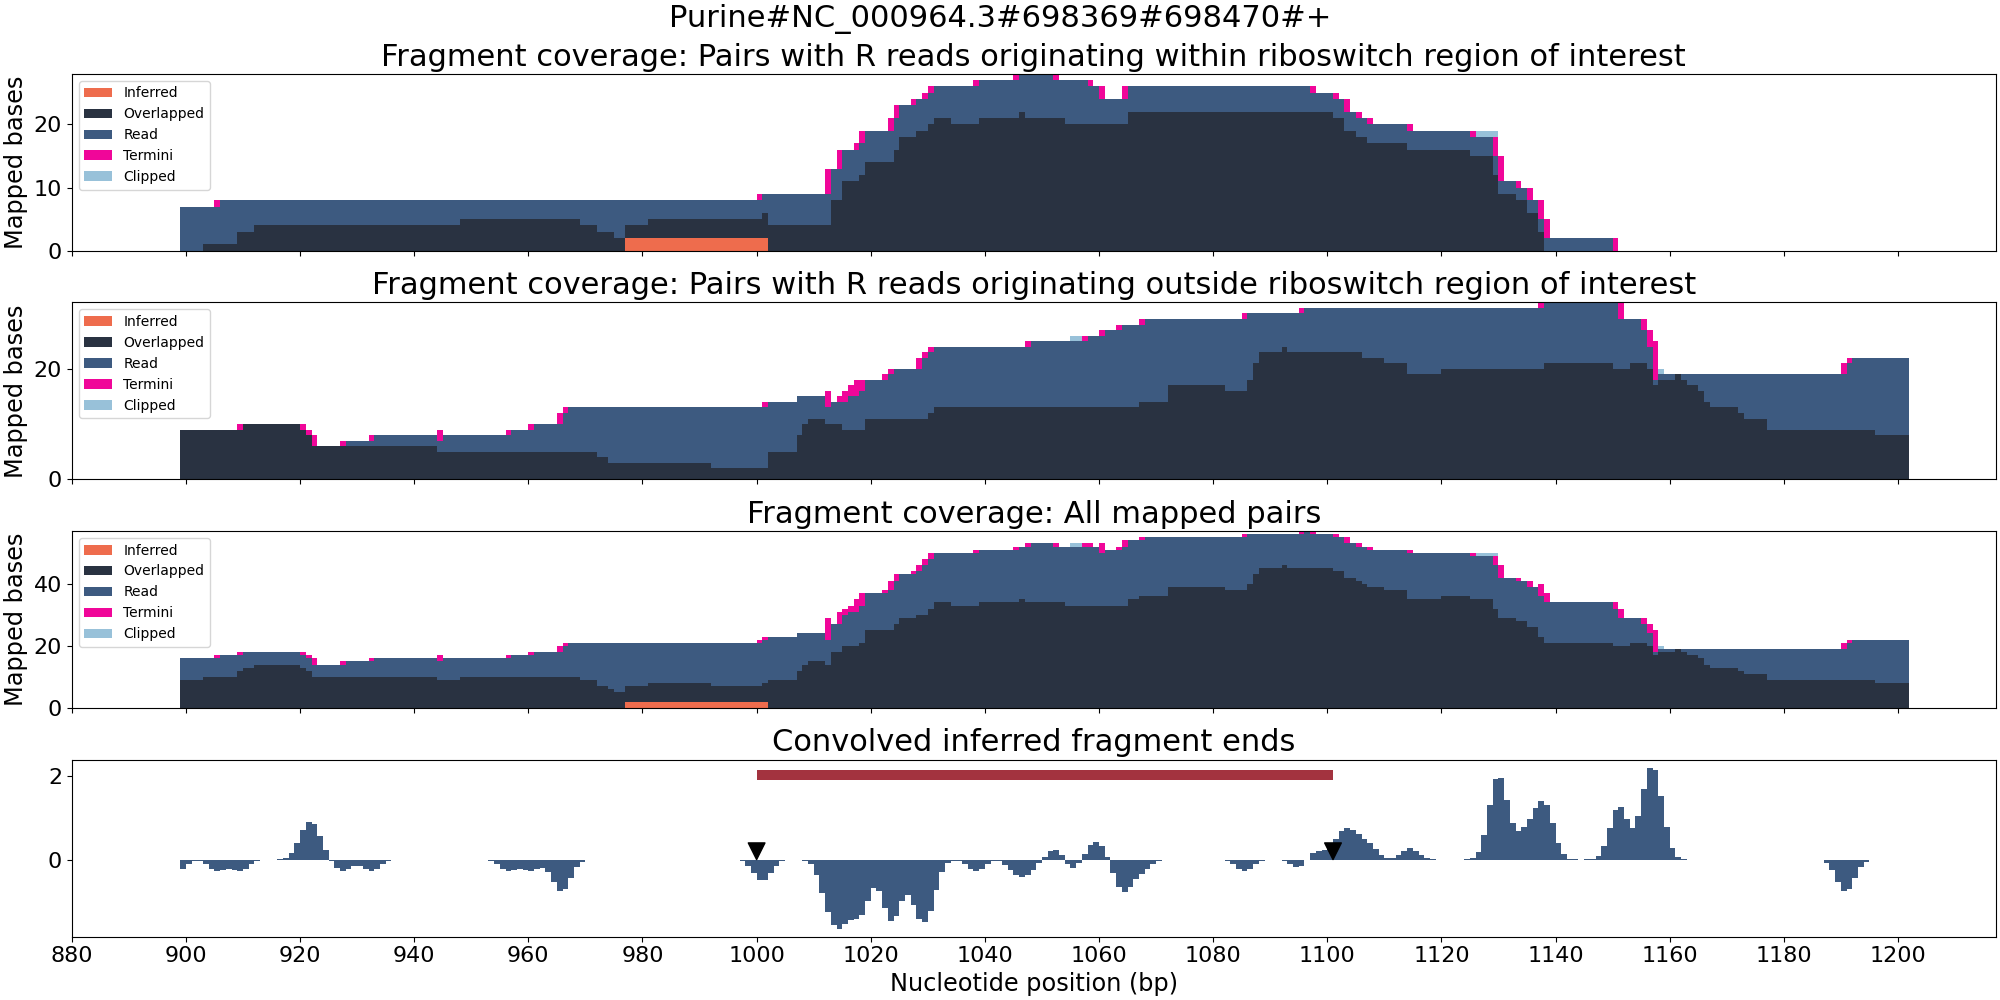 Purine#NC_000964.3#698369#698470#+
Fragment coverage: Pairs with R reads originating within riboswitch region of interest
Mapped bases
20
10
0
Inferred
Overlapped
Read
Termini
Clipped
Fragment coverage: Pairs with R reads originating outside riboswitch region of interest
Mapped bases
20
0
Inferred
Overlapped
Read
Termini
Clipped
Fragment coverage: All mapped pairs
Mapped bases
40
20
0
Inferred
Overlapped
Read
Termini
Clipped
Convolved inferred fragment ends
2
0
880 900 920 940 960 980 1000 1020 1040 1060 1080 1100 1120 1140 1160 1180 1200
Nucleotide position (bp)